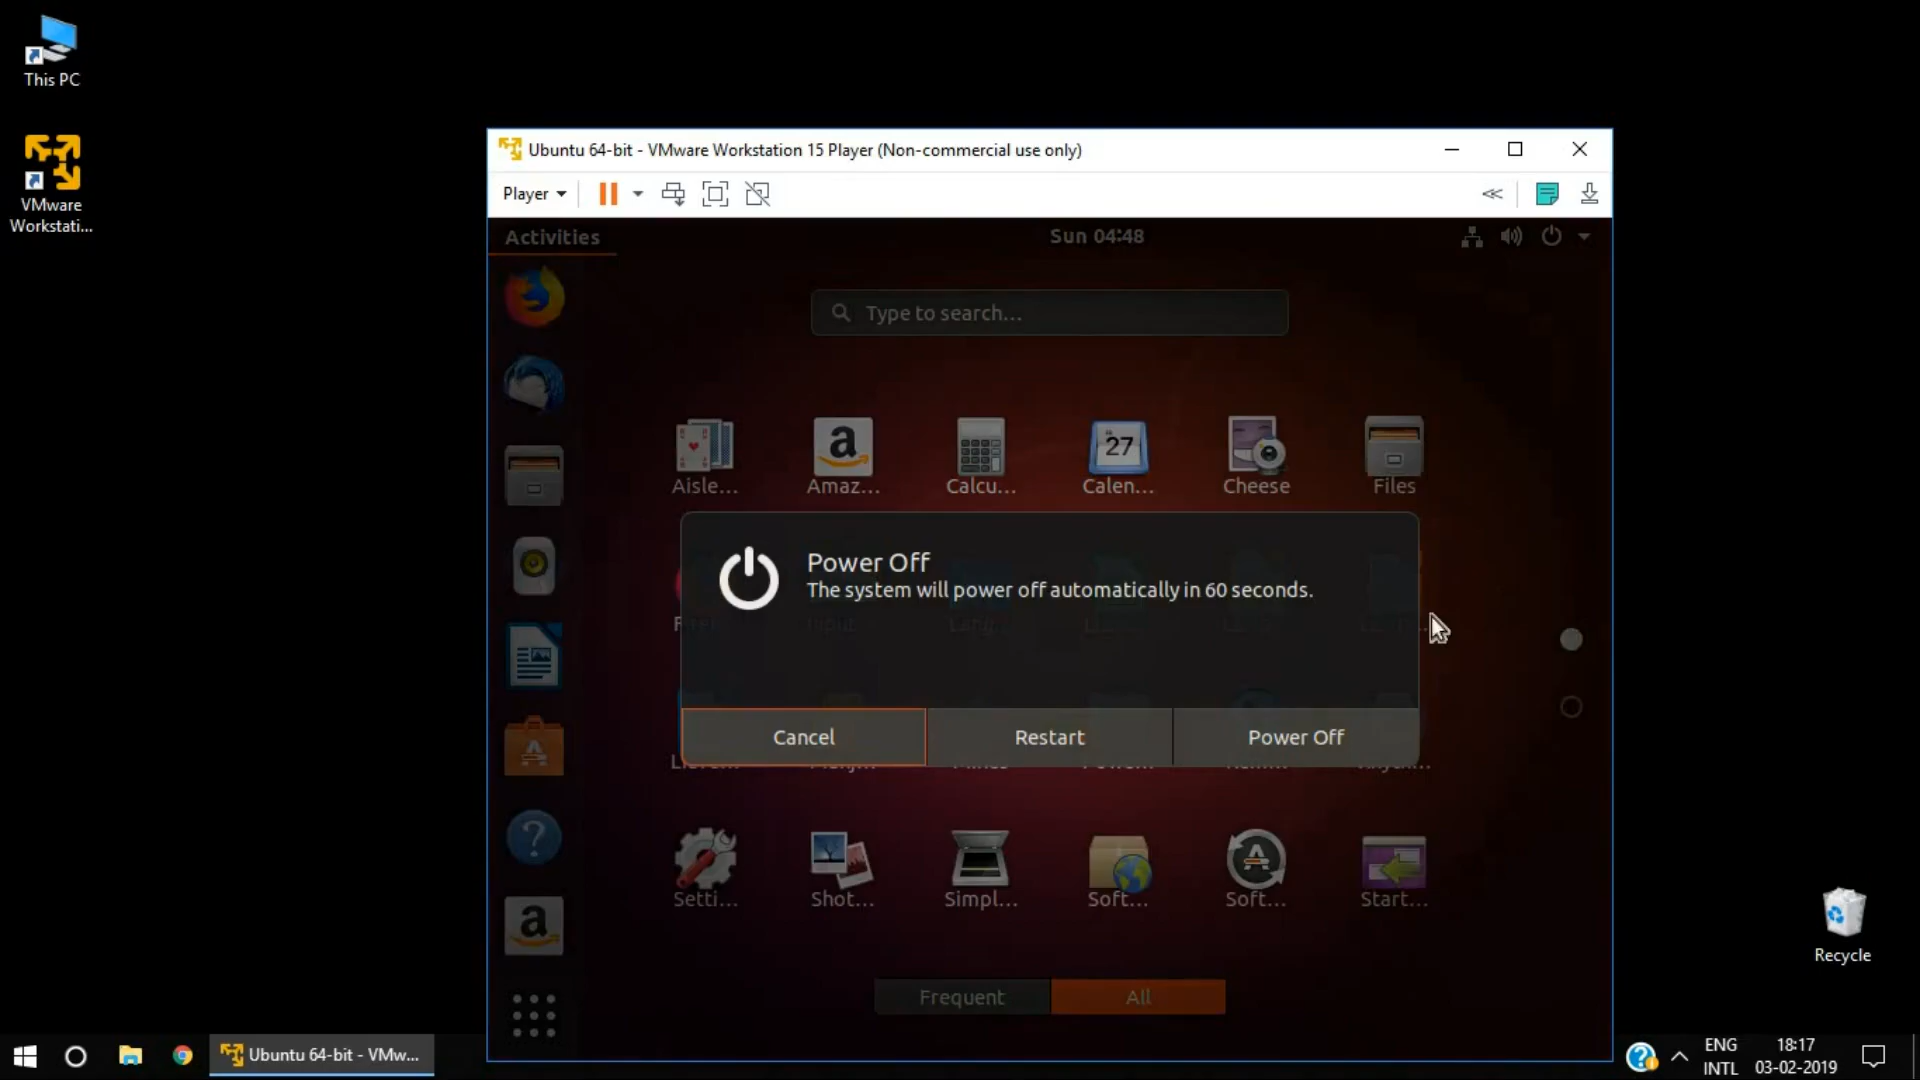 This PC
VMware
Workstati...
Ubuntu 64-bit - VMware Workstation 15 Player (Non-commercial use only)
Player
Activities
Sun 04:48
Type to search...
Aisle...
Amaz...
Calcu...
27
Calen...
Cheese
Files
Power Off
The system will power off automatically in 60 seconds.
Cancel
Restart
Power Off
Setti...
Shot...
Simpl...
Soft...
Soft...
Start...
Frequent
All
Recycle
Ubuntu 64-bit - VMw...
ENG
INTL
18:17
03-02-2019